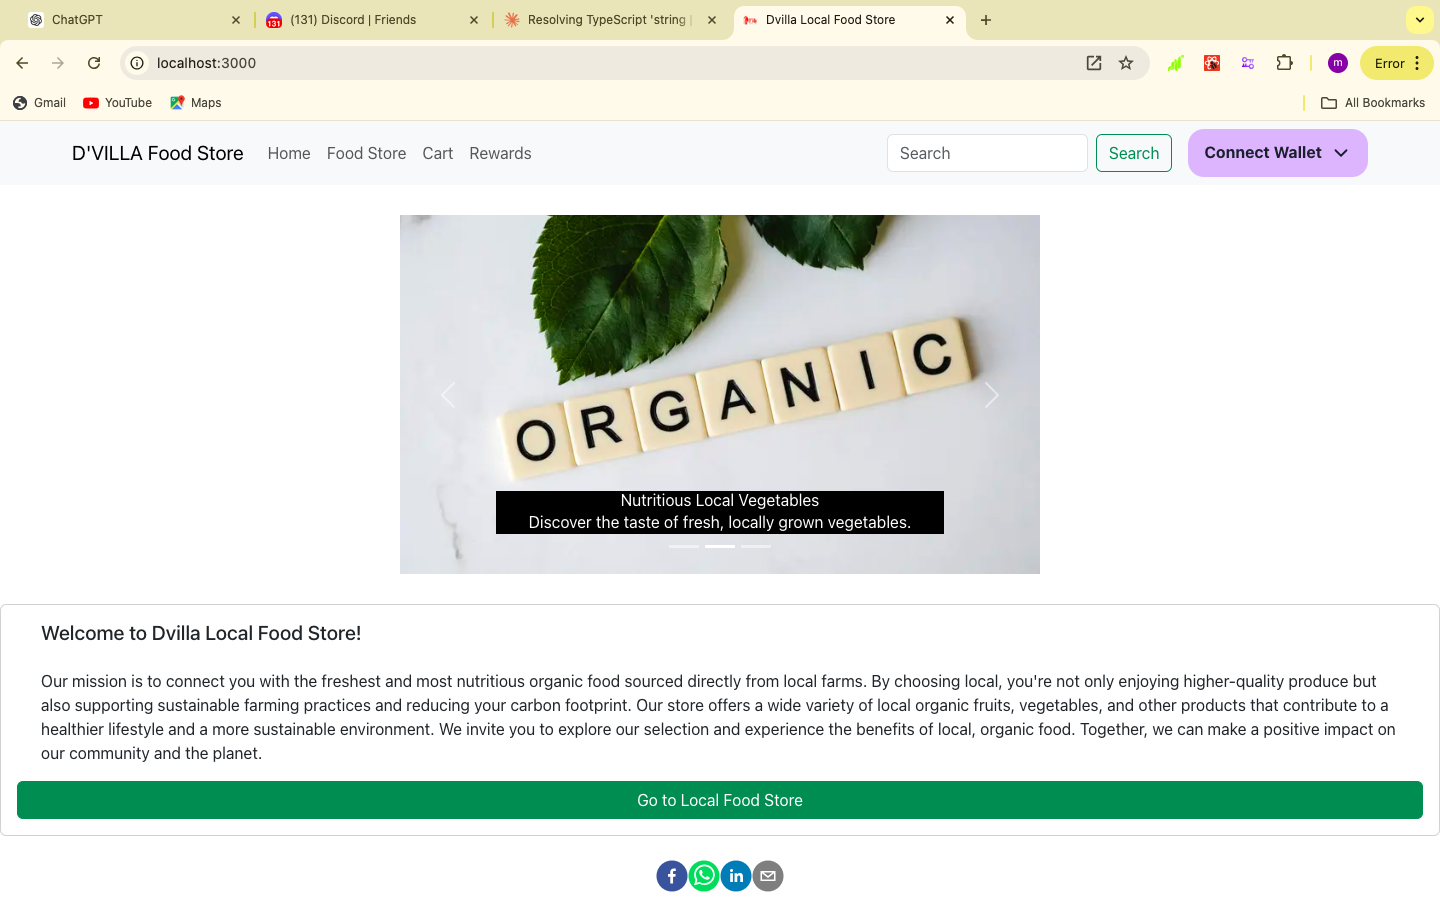 ChatGPT
(131) Discord | Friends
Resolving TypeScript 'string |
Dvilla Local Food Store
localhost:3000
m
Error
Gmail
YouTube
Maps
All Bookmarks
D'VILLA Food Store
Home
Food Store
Cart
Rewards
Search
Search
Connect Wallet
ORGANIC
Nutritious Local Vegetables
Discover the taste of fresh, locally grown vegetables.
Welcome to Dvilla Local Food Store!
Our mission is to connect you with the freshest and most nutritious organic food sourced directly from local farms. By choosing local, you're not only enjoying higher-quality produce but
also supporting sustainable farming practices and reducing your carbon footprint. Our store offers a wide variety of local organic fruits, vegetables, and other products that contribute to a
healthier lifestyle and a more sustainable environment. We invite you to explore our selection and experience the benefits of local, organic food. Together, we can make a positive impact on
our community and the planet.
Go to Local Food Store